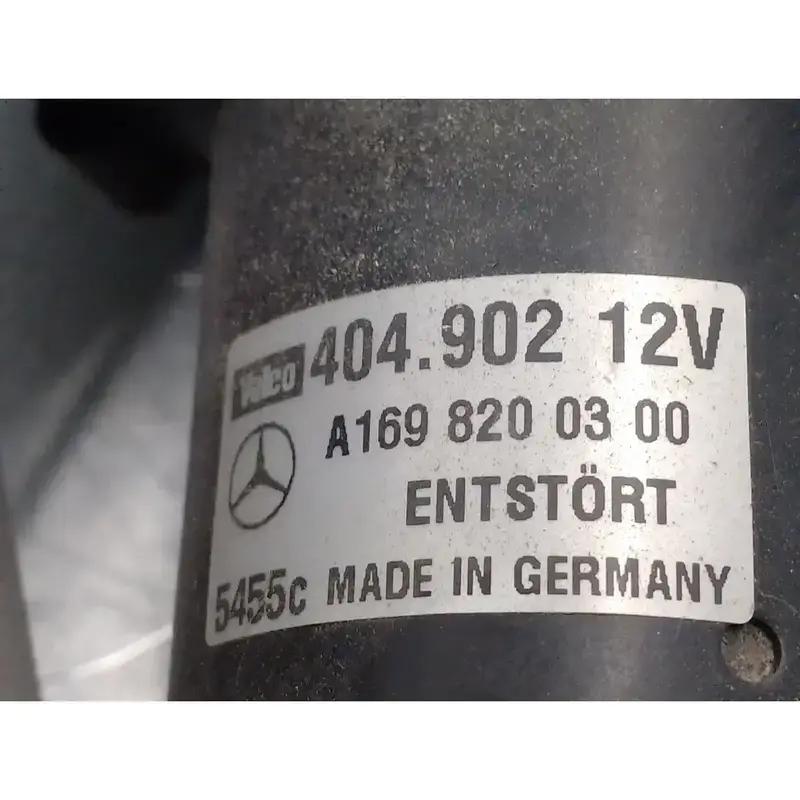 Valeo 404.902 12V
A169 820 03 00
ENTSTÖRT
5455c MADE IN GERMANY